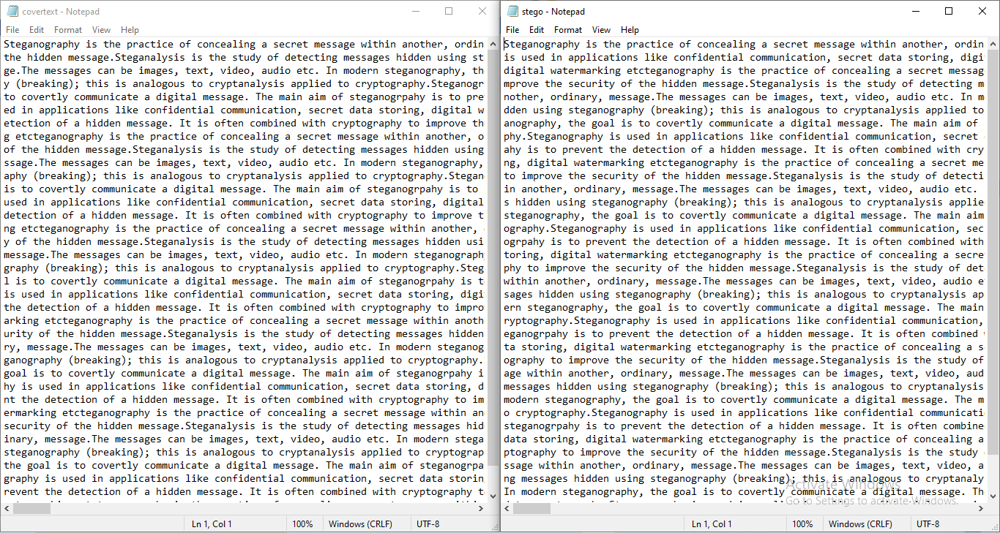 covertext - Notepad
File Edit Format View Help
Steganography is the practice of concealing a secret message within another, ordin
the hidden message.Steganalysis is the study of detecting messages hidden using st
ge.The messages can be images, text, video, audio etc. In modern steganography, th
y (breaking); this is analogous to cryptanalysis applied to cryptography.Steganogr
to covertly communicate a digital message. The main aim of steganogrpahy is to pre
ed in applications like confidential communication, secret data storing, digital w
etection of a hidden message. It is often combined with cryptography to improve th
g etcteganography is the practice of concealing a secret message within another, o
of the hidden message.Steganalysis is the study of detecting messages hidden using
ssage.The messages can be images, text, video, audio etc. In modern steganography,
aphy (breaking); this is analogous to cryptanalysis applied to cryptography.Stegan
is to covertly communicate a digital message. The main aim of steganogrpahy is to
used in applications like confidential communication, secret data storing, digital
detection of a hidden message. It is often combined with cryptography to improve t
ng etcteganography is the practice of concealing a secret message within another,
y of the hidden message.Steganalysis is the study of detecting messages hidden usi
message.The messages can be images, text, video, audio etc. In modern steganograph
graphy (breaking); this is analogous to cryptanalysis applied to cryptography.Steg
l is to covertly communicate a digital message. The main aim of steganogrpahy is t
is used in applications like confidential communication, secret data storing, digi
the detection of a hidden message. It is often combined with cryptography to impro
arking etcteganography is the practice of concealing a secret message within anoth
urity of the hidden message.Steganalysis is the study of detecting messages hidden
ry, message.The messages can be images, text, video, audio etc. In modern steganog
ganography (breaking); this is analogous to cryptanalysis applied to cryptography.
goal is to covertly communicate a digital message. The main aim of steganogrpahy i
hy is used in applications like confidential communication, secret data storing, d
nt the detection of a hidden message. It is often combined with cryptography to im
ermarking etcteganography is the practice of concealing a secret message within an
security of the hidden message.Steganalysis is the study of detecting messages hid
inary, message.The messages can be images, text, video, audio etc. In modern stega
steganography (breaking); this is analogous to cryptanalysis applied to cryptograp
the goal is to covertly communicate a digital message. The main aim of steganogrpa
graphy is used in applications like confidential communication, secret data storin
revent the detection of a hidden message. It is often combined with cryptography t
Ln 1, Col 1 100% Windows (CRLF) UTF-8
stego - Notepad
File Edit Format View Help
Steganography is the practice of concealing a secret message within another, ordin
is used in applications like confidential communication, secret data storing, digi
digital watermarking etcteganography is the practice of concealing a secret messag
mprove the security of the hidden message.Steganalysis is the study of detecting m
nother, ordinary, message.The messages can be images, text, video, audio etc. In m
dden using steganography (breaking); this is analogous to cryptanalysis applied to
anography, the goal is to covertly communicate a digital message. The main aim of
phy.Steganography is used in applications like confidential communication, secret
ahy is to prevent the detection of a hidden message. It is often combined with cry
ng, digital watermarking etcteganography is the practice of concealing a secret me
to improve the security of the hidden message.Steganalysis is the study of detecti
in another, ordinary, message.The messages can be images, text, video, audio etc.
s hidden using steganography (breaking); this is analogous to cryptanalysis applie
steganography, the goal is to covertly communicate a digital message. The main aim
ography.Steganography is used in applications like confidential communication, sec
ogrpahy is to prevent the detection of a hidden message. It is often combined with
toring, digital watermarking etcteganography is the practice of concealing a secre
phy to improve the security of the hidden message.Steganalysis is the study of det
within another, ordinary, message.The messages can be images, text, video, audio e
sages hidden using steganography (breaking); this is analogous to cryptanalysis ap
ern steganography, the goal is to covertly communicate a digital message. The main
ryptography.Steganography is used in applications like confidential communication,
eganogrpahy is to prevent the detection of a hidden message. It is often combined
ta storing, digital watermarking etcteganography is the practice of concealing a s
ography to improve the security of the hidden message.Steganalysis is the study of
age within another, ordinary, message.The messages can be images, text, video, aud
messages hidden using steganography (breaking); this is analogous to cryptanalysis
modern steganography, the goal is to covertly communicate a digital message. The m
o cryptography.Steganography is used in applications like confidential communicati
steganogrpahy is to prevent the detection of a hidden message. It is often combine
data storing, digital watermarking etcteganography is the practice of concealing a
ptography to improve the security of the hidden message.Steganalysis is the study
ssage within another, ordinary, message.The messages can be images, text, video, a
ng messages hidden using steganography (breaking); this is analogous to cryptanaly
In modern steganography, the goal is to covertly communicate a digital message. Th
Activate Windows
Go to Settings to activate Windows.
Ln 1, Col 1 100% Windows (CRLF) UTF-8